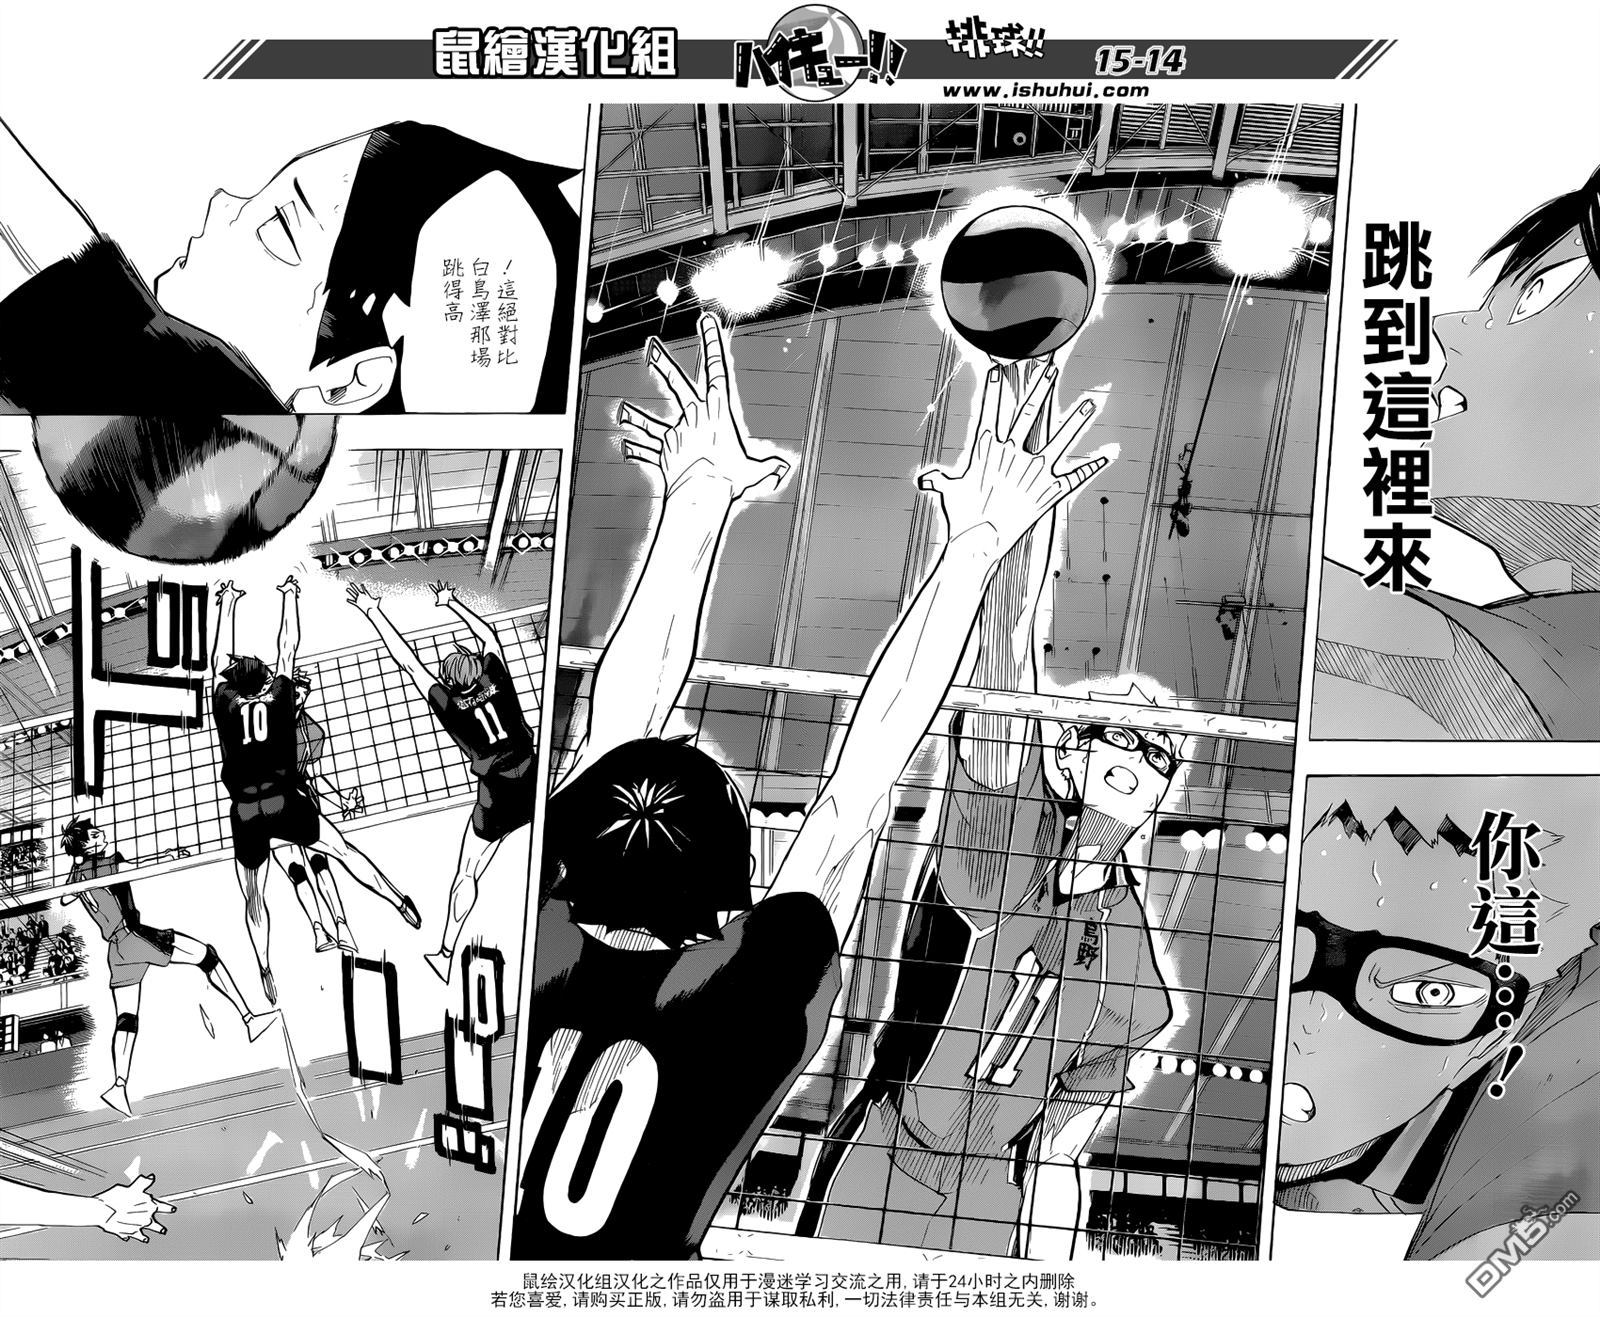 鼠繪漢化組
ハイキュー!!
排球!!
15-14
www.ishuhui.com
跳到這裡來
你這……!
烏野
11
！這絕對比
白鳥澤那場
跳得高
10
10
11
鼠绘汉化组汉化之作品仅用于漫迷学习交流之用,请于24小时之内删除
若您喜爱,请购买正版,请勿盗用于谋取私利,一切法律责任与本组无关,谢谢。
DM5.com